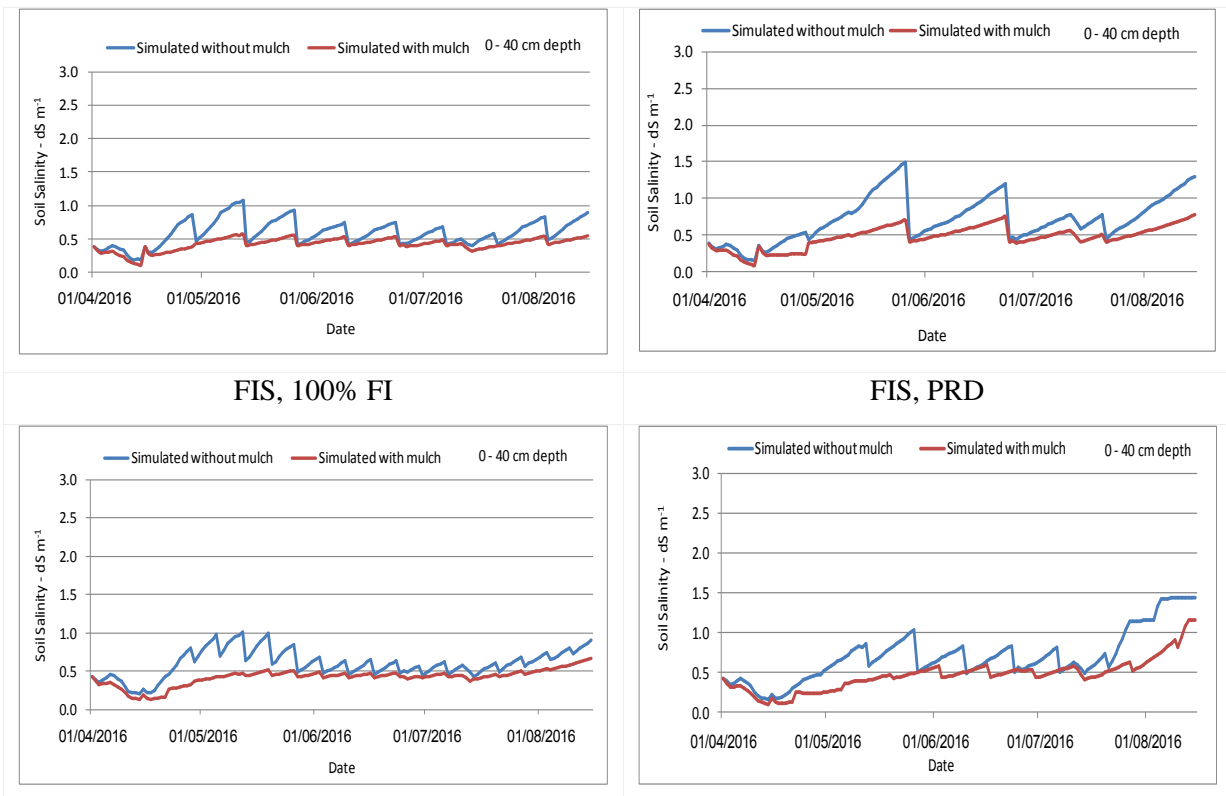 Simulated without mulch Simulated with mulch 0 - 40 cm depth
Soil Salinity - dS m⁻¹
3.0
2.5
2.0
1.5
1.0
0.5
0.0
01/04/2016 01/05/2016 01/06/2016 01/07/2016 01/08/2016
Date
Simulated without mulch Simulated with mulch 0 - 40 cm depth
Soil Salinity - dS m⁻¹
3.0
2.5
2.0
1.5
1.0
0.5
0.0
01/04/2016 01/05/2016 01/06/2016 01/07/2016 01/08/2016
Date
FIS, 100% FI
FIS, PRD
Simulated without mulch Simulated with mulch 0 - 40 cm depth
Soil Salinity - dS m⁻¹
3.0
2.5
2.0
1.5
1.0
0.5
0.0
01/04/2016 01/05/2016 01/06/2016 01/07/2016 01/08/2016
Date
Simulated without mulch Simulated with mulch 0 - 40 cm depth
Soil Salinity - dS m⁻¹
3.0
2.5
2.0
1.5
1.0
0.5
0.0
01/04/2016 01/05/2016 01/06/2016 01/07/2016 01/08/2016
Date